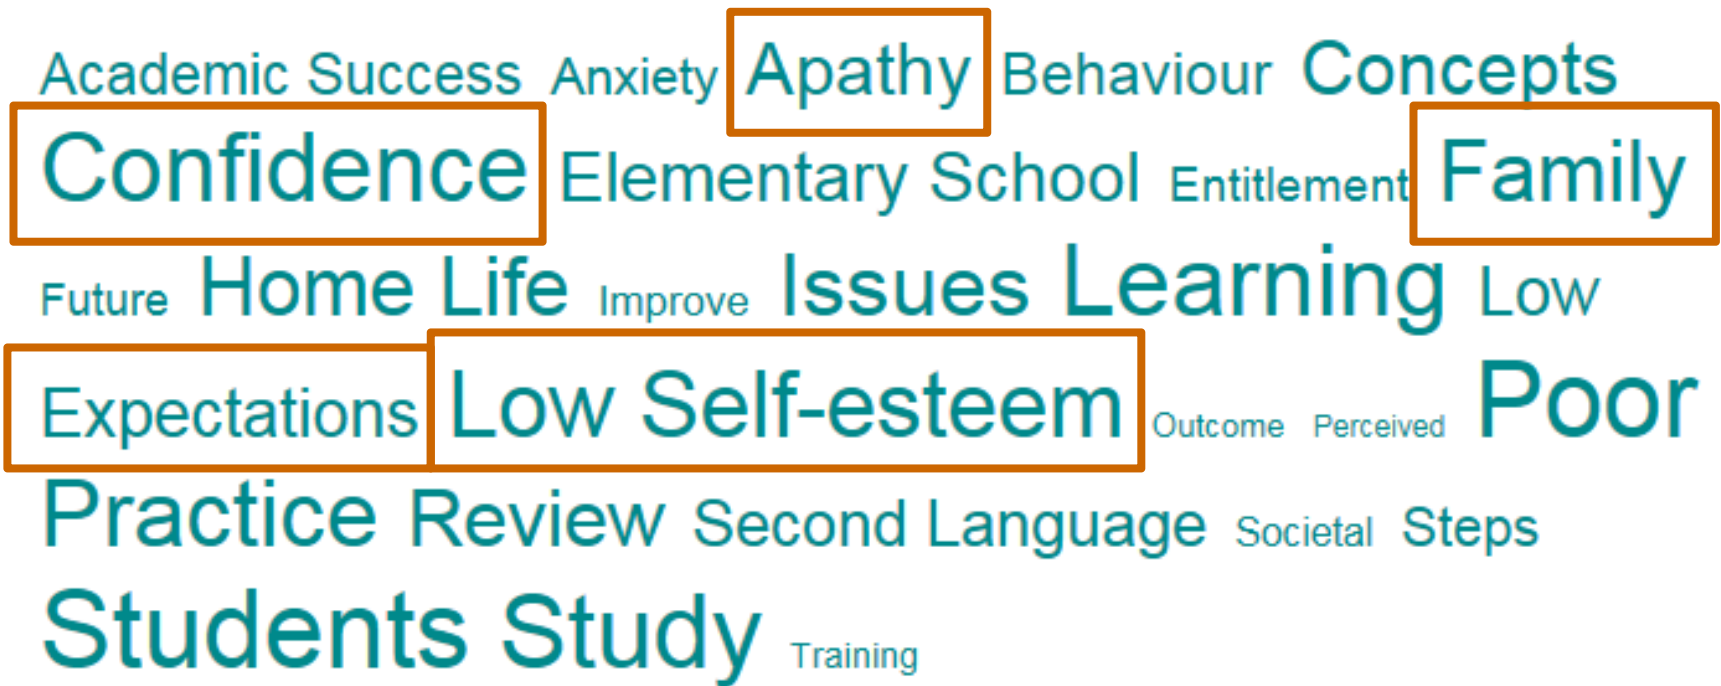 Academic Success Anxiety Apathy Behaviour Concepts
Confidence Elementary School Entitlement Family
Future Home Life Improve Issues Learning Low
Expectations Low Self-esteem Outcome Perceived Poor
Practice Review Second Language Societal Steps
Students Study Training